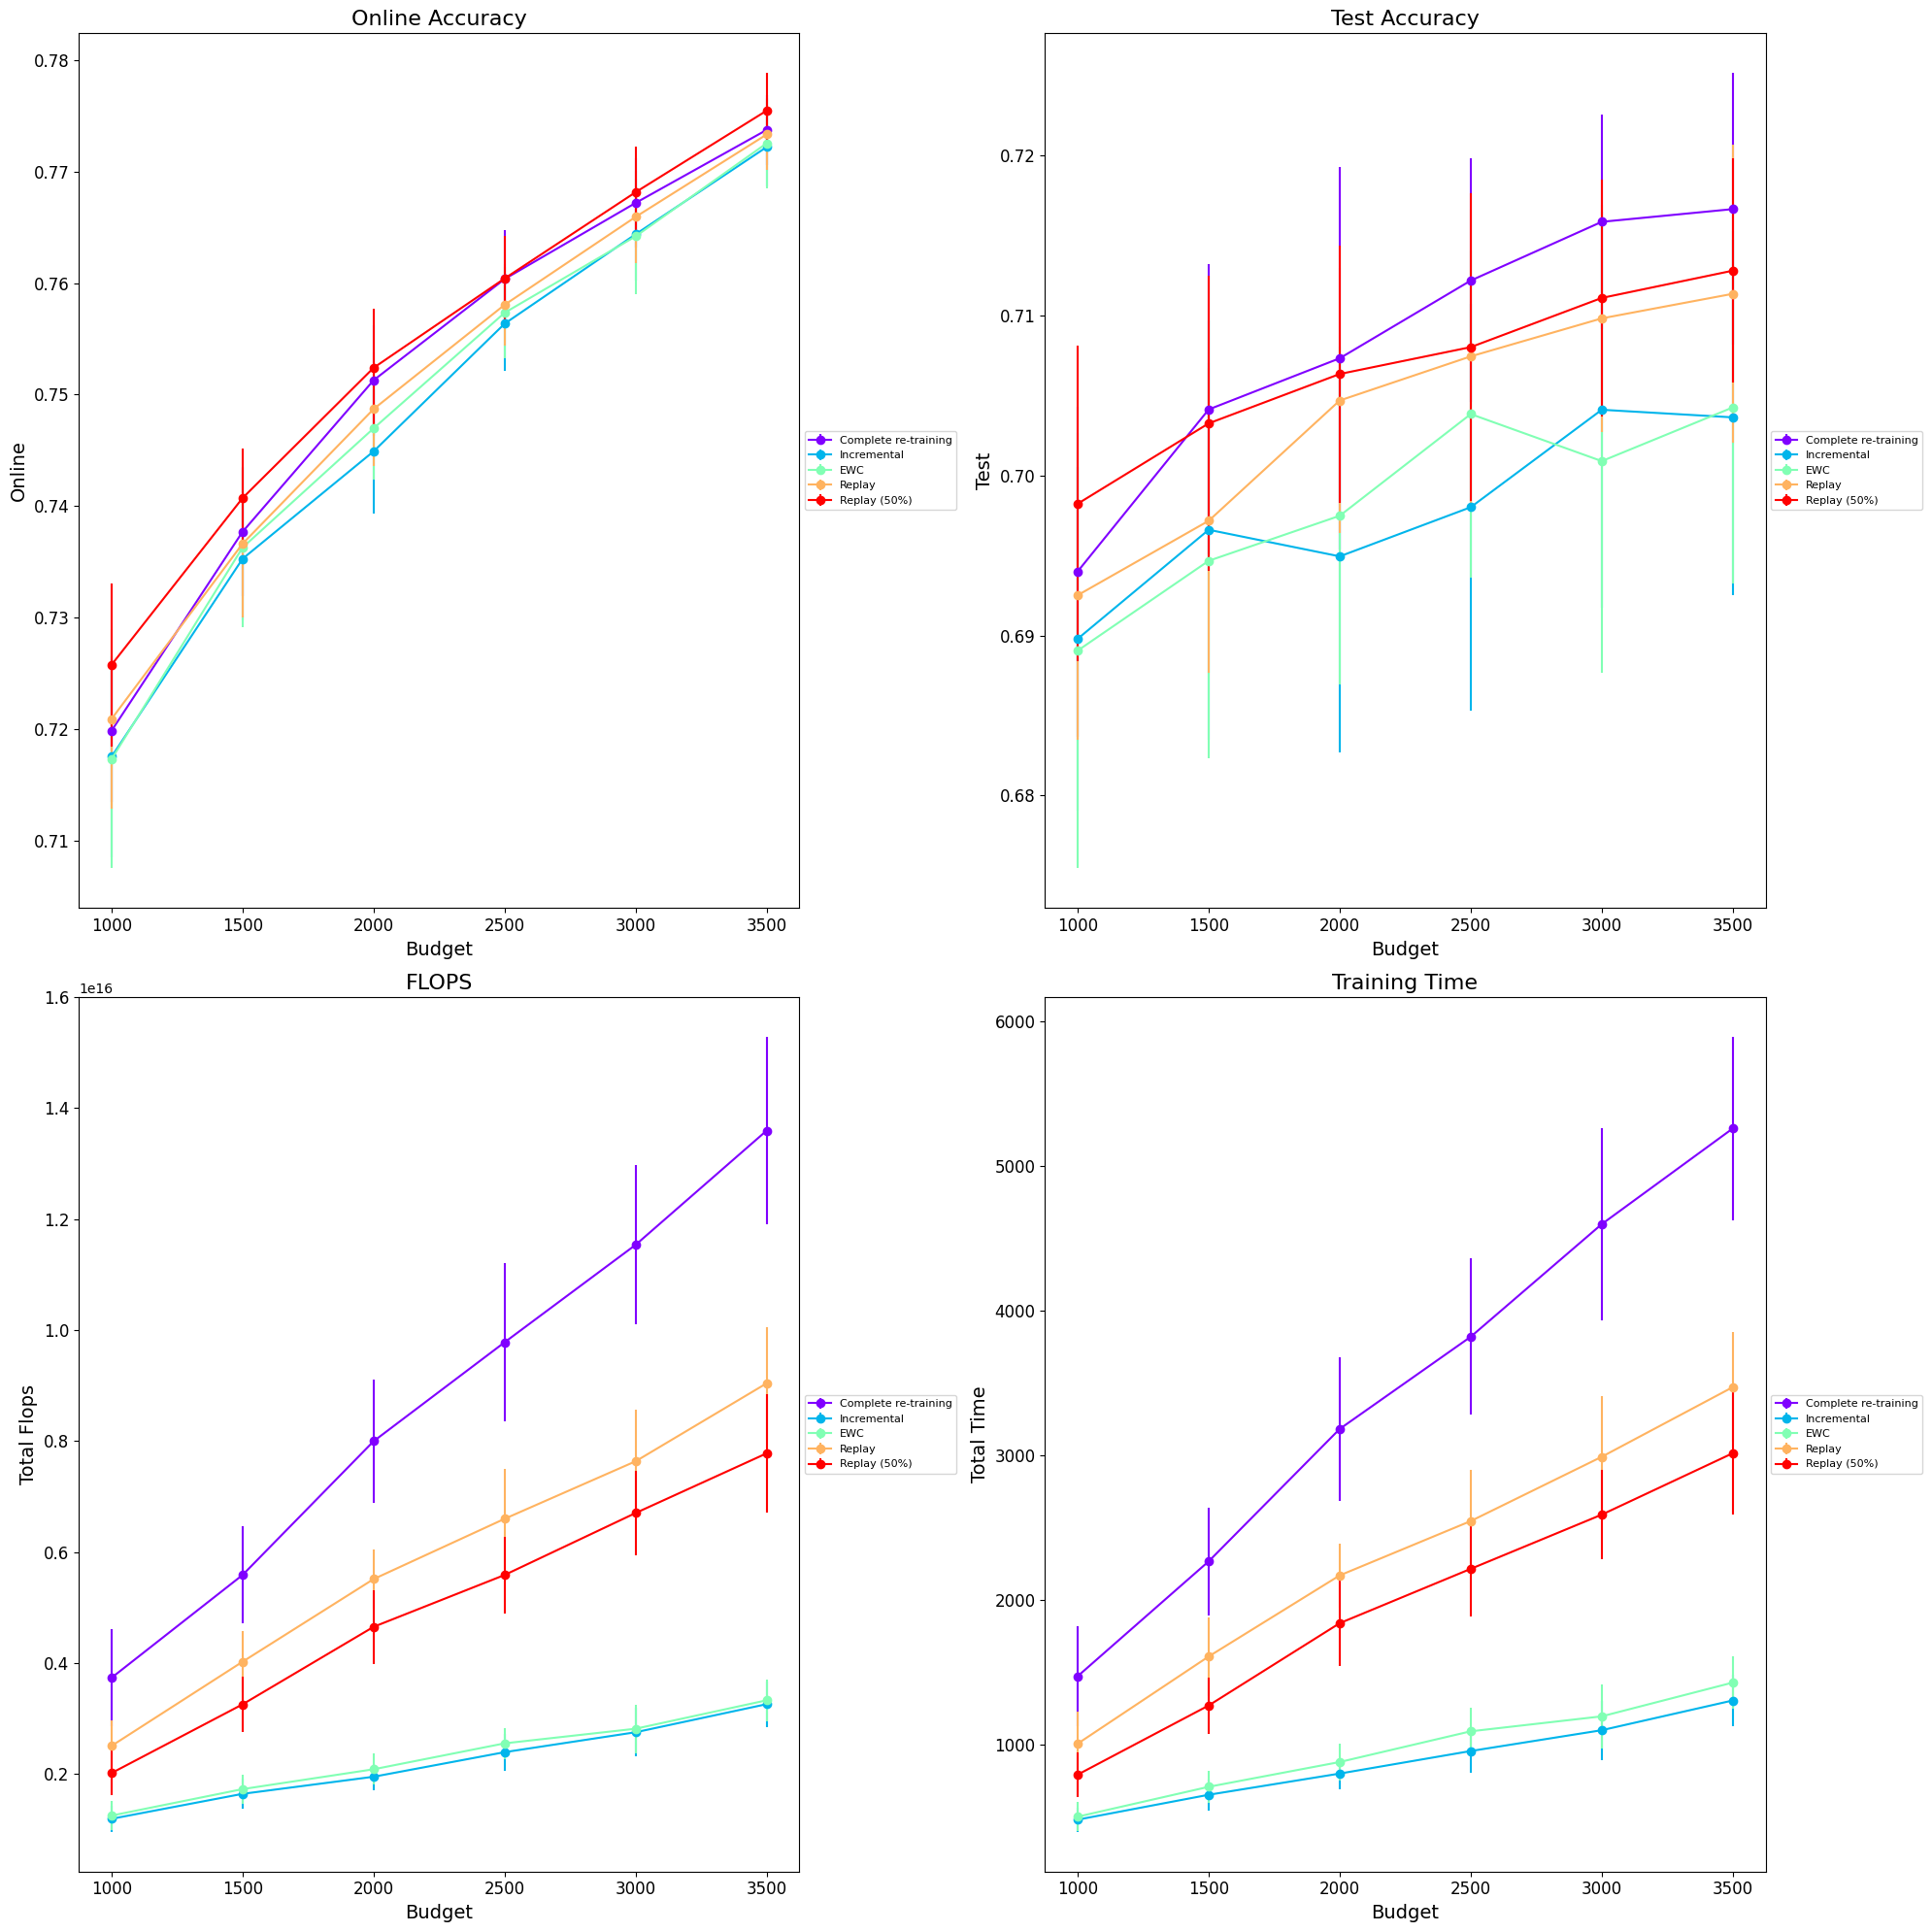 Online Accuracy
Online
0.78
0.77
0.76
0.75
0.74
0.73
0.72
0.71
1000 1500 2000 2500 3000 3500
Budget
Complete re-training
Incremental
EWC
Replay
Replay (50%)
Test Accuracy
Test
0.72
0.71
0.70
0.69
0.68
1000 1500 2000 2500 3000 3500
Budget
Complete re-training
Incremental
EWC
Replay
Replay (50%)
FLOPS
1e16
Total Flops
1.6
1.4
1.2
1.0
0.8
0.6
0.4
0.2
1000 1500 2000 2500 3000 3500
Budget
Complete re-training
Incremental
EWC
Replay
Replay (50%)
Training Time
Total Time
6000
5000
4000
3000
2000
1000
1000 1500 2000 2500 3000 3500
Budget
Complete re-training
Incremental
EWC
Replay
Replay (50%)